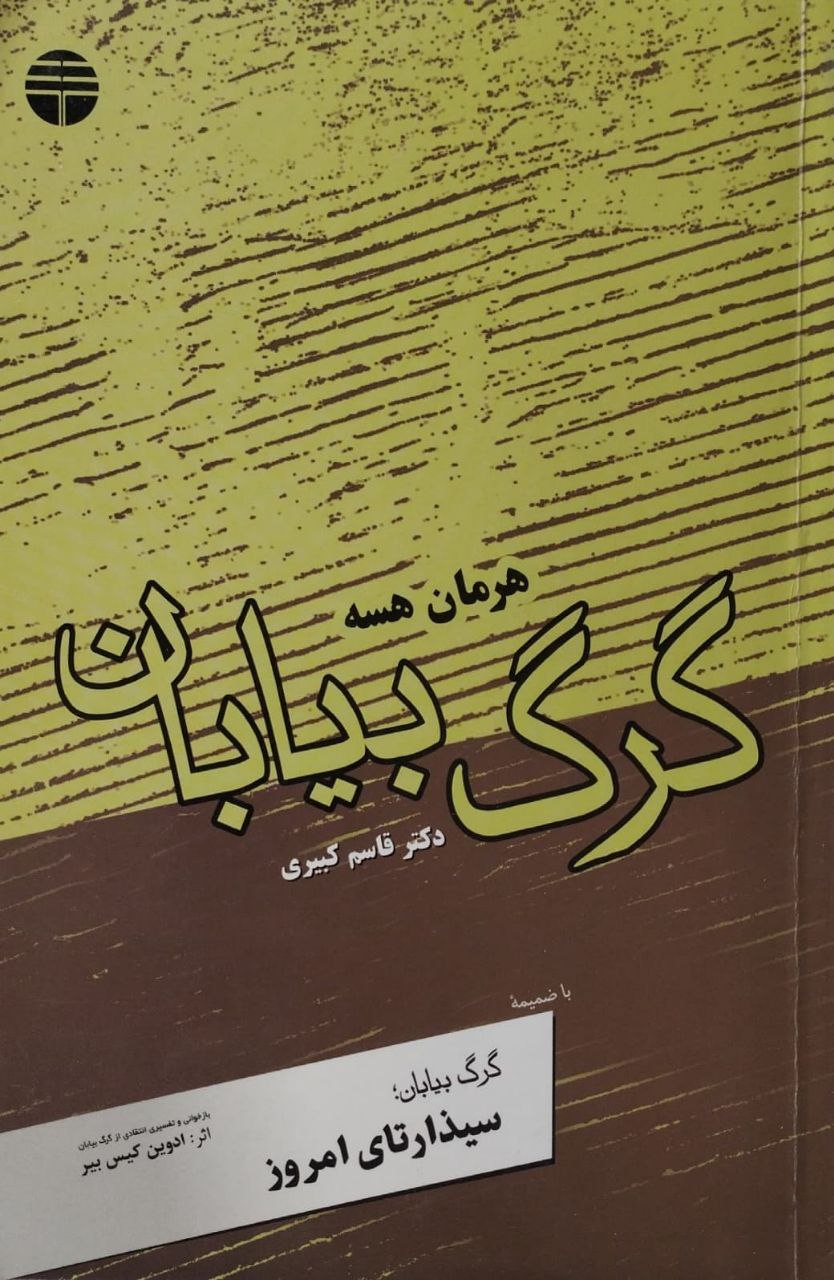 هرمان هسه
گرگ بیابان
دکتر قاسم کبیری
با ضمیمهٔ
گرگ بیابان؛
سیذارتای امروز
بازخوانی و تفسیری انتقادی از گرگ بیابان
اثر: ادوین کیس بیر